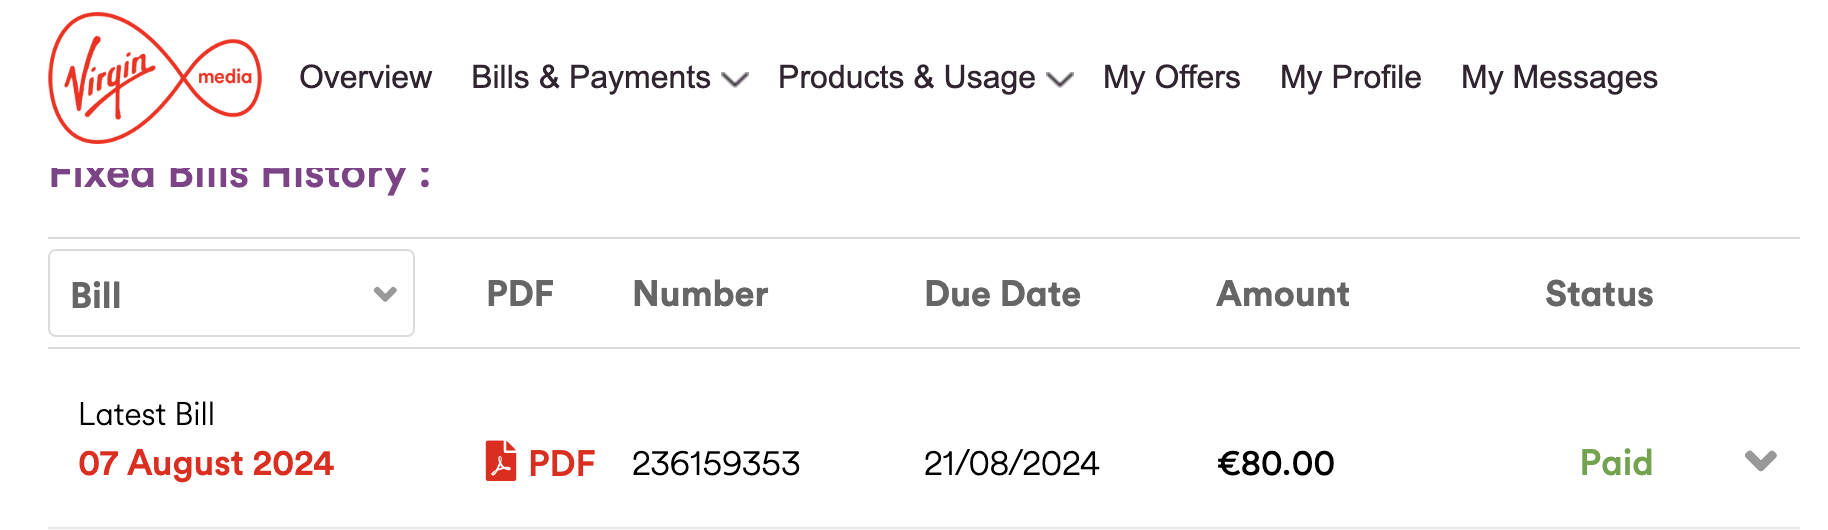 Virgin media
Overview Bills & Payments Products & Usage My Offers My Profile My Messages
Fixed Bills History :
Bill PDF Number Due Date Amount Status
Latest Bill
07 August 2024 PDF 236159353 21/08/2024 €80.00 Paid